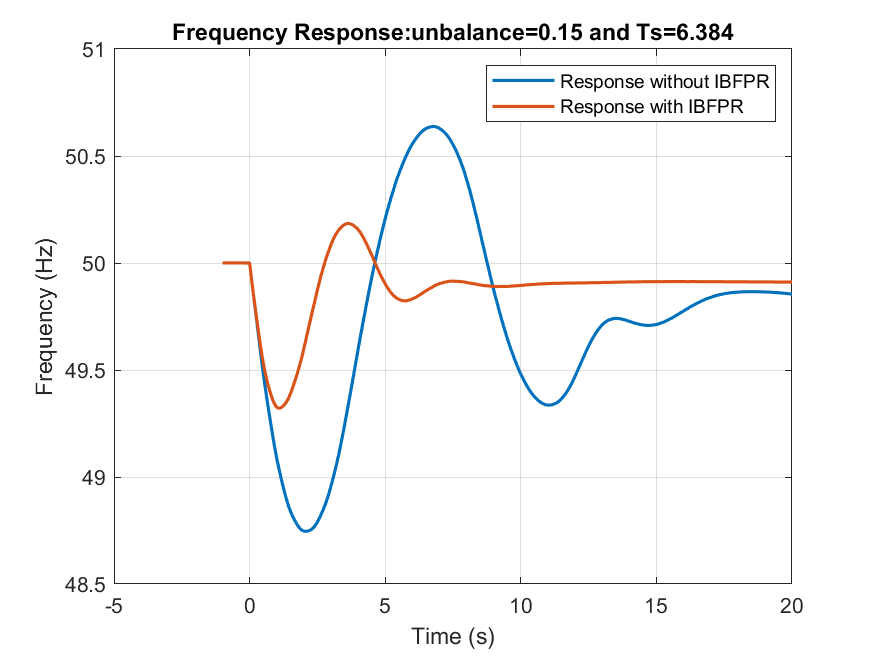 Frequency Response:unbalance=0.15 and Ts=6.384
51
50.5
50
49.5
49
48.5
Frequency (Hz)
Response without IBFPR
Response with IBFPR
-5 0 5 10 15 20
Time (s)